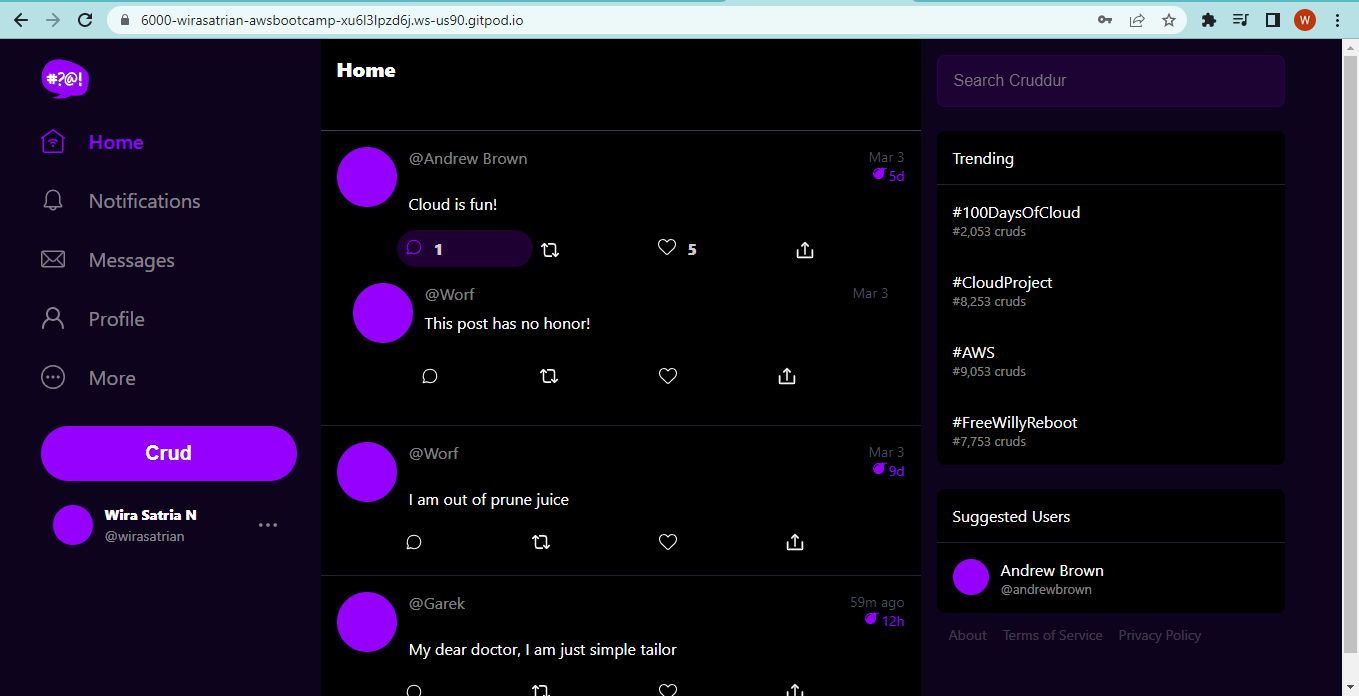 6000-wirasatrian-awsbootcamp-xu6l3lpzd6j.ws-us90.gitpod.io
W
#?@!
Home
Notifications
Messages
Profile
More
Crud
Wira Satria N
@wirasatrian
Home
@Andrew Brown
Mar 3
5d
Cloud is fun!
1
5
@Worf
Mar 3
This post has no honor!
@Worf
Mar 3
9d
I am out of prune juice
@Garek
59m ago
12h
My dear doctor, I am just simple tailor
Search Cruddur
Trending
#100DaysOfCloud
#2,053 cruds
#CloudProject
#8,253 cruds
#AWS
#9,053 cruds
#FreeWillyReboot
#7,753 cruds
Suggested Users
Andrew Brown
@andrewbrown
About Terms of Service Privacy Policy